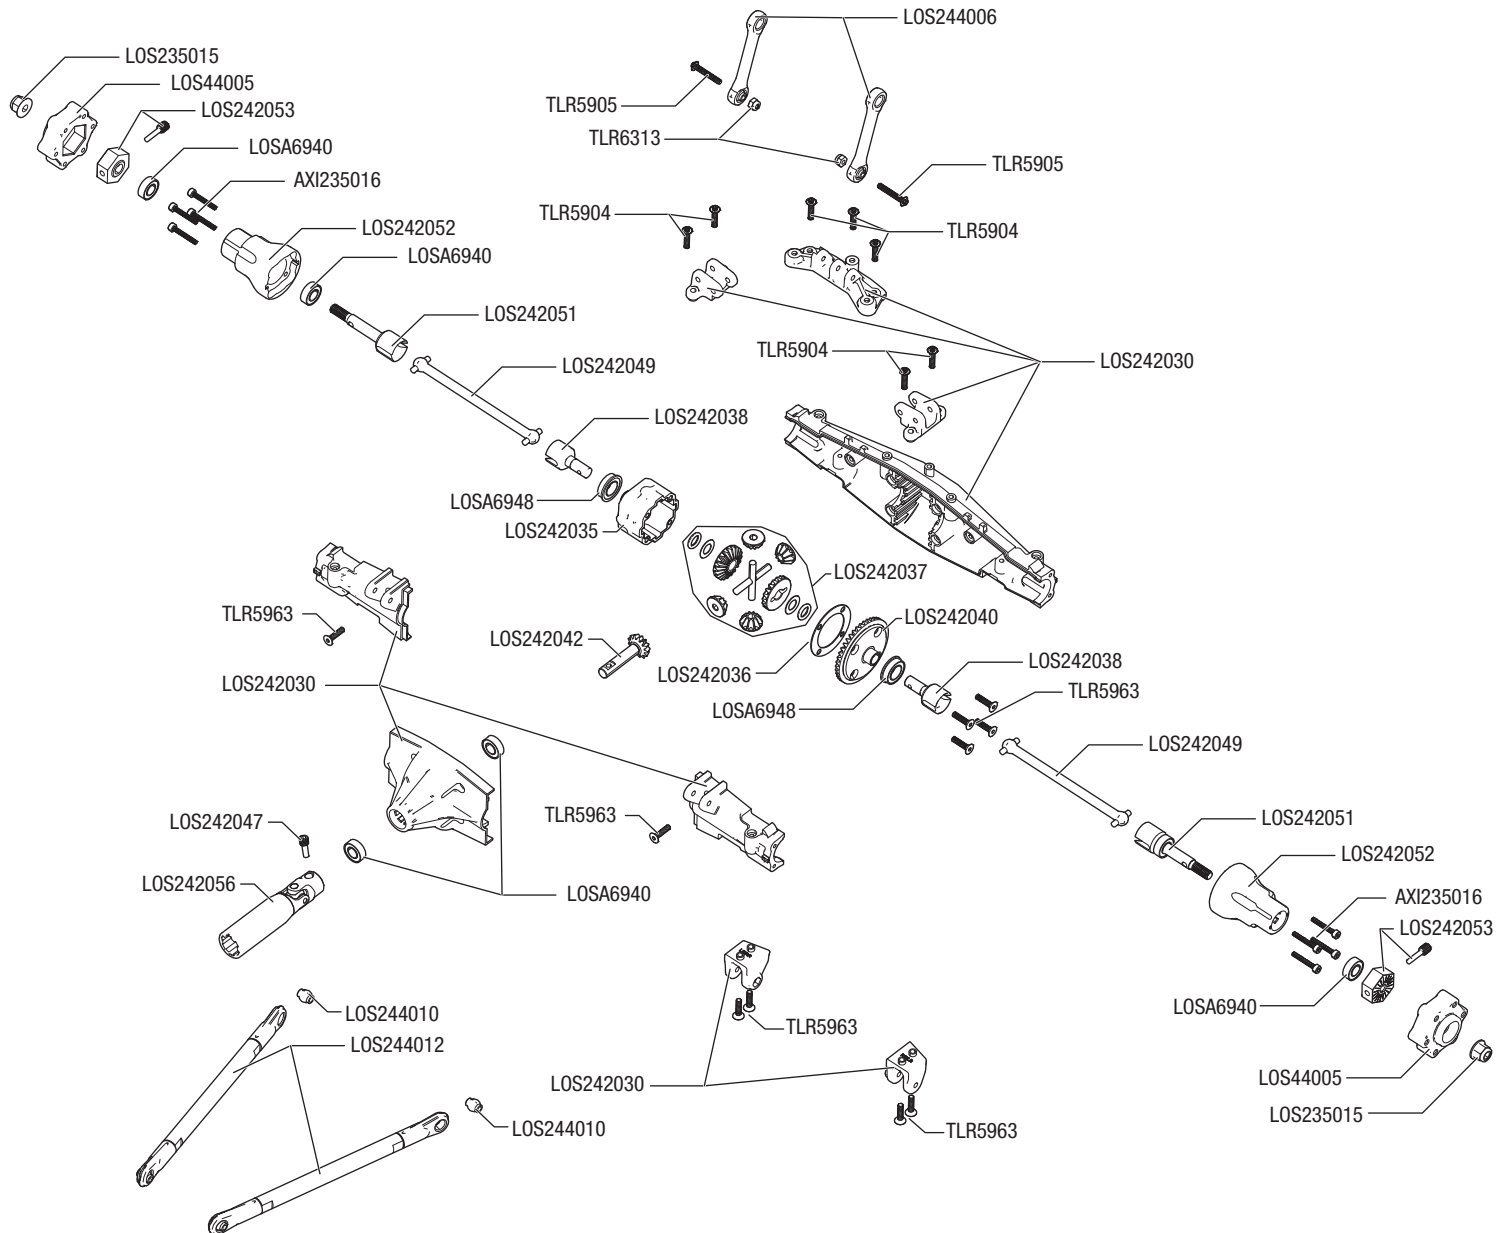 LOS244006
LOS235015
LOS44005
LOS242053
TLR5905
TLR6313
LOSA6940
TLR5905
AXI235016
TLR5904
LOS242052
TLR5904
LOSA6940
LOS242051
TLR5904
LOS242030
LOS242049
LOS242038
LOSA6948
LOS242035
LOS242037
TLR5963
LOS242040
LOS242042
LOS242036
LOS242038
LOS242030
TLR5963
LOSA6948
LOS242049
TLR5963
LOS242047
LOS242051
LOS242052
LOS242056
LOSA6940
AXI235016
LOS242053
LOSA6940
LOS244010
TLR5963
LOS244012
LOS44005
LOS242030
LOS235015
LOS244010
TLR5963